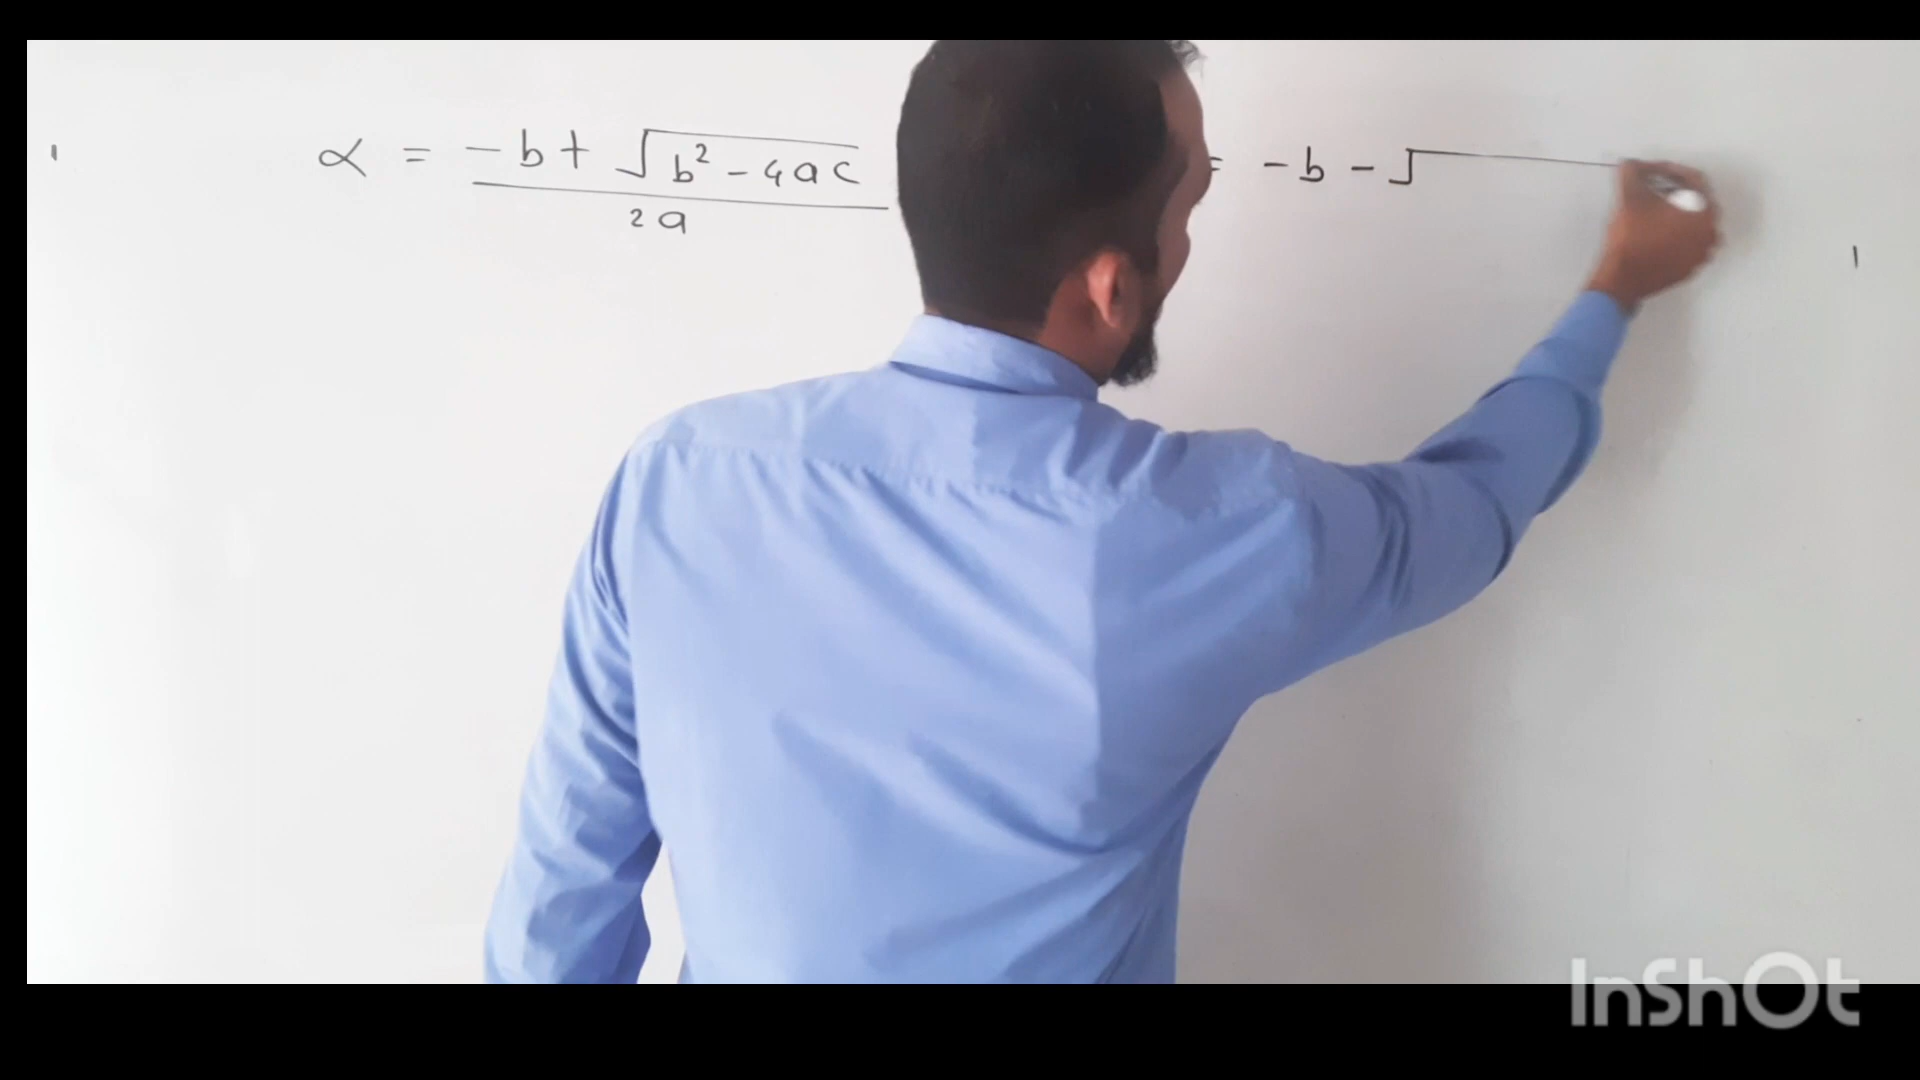 α = -b + √b² - 4ac = -b - √
2a
InShOt